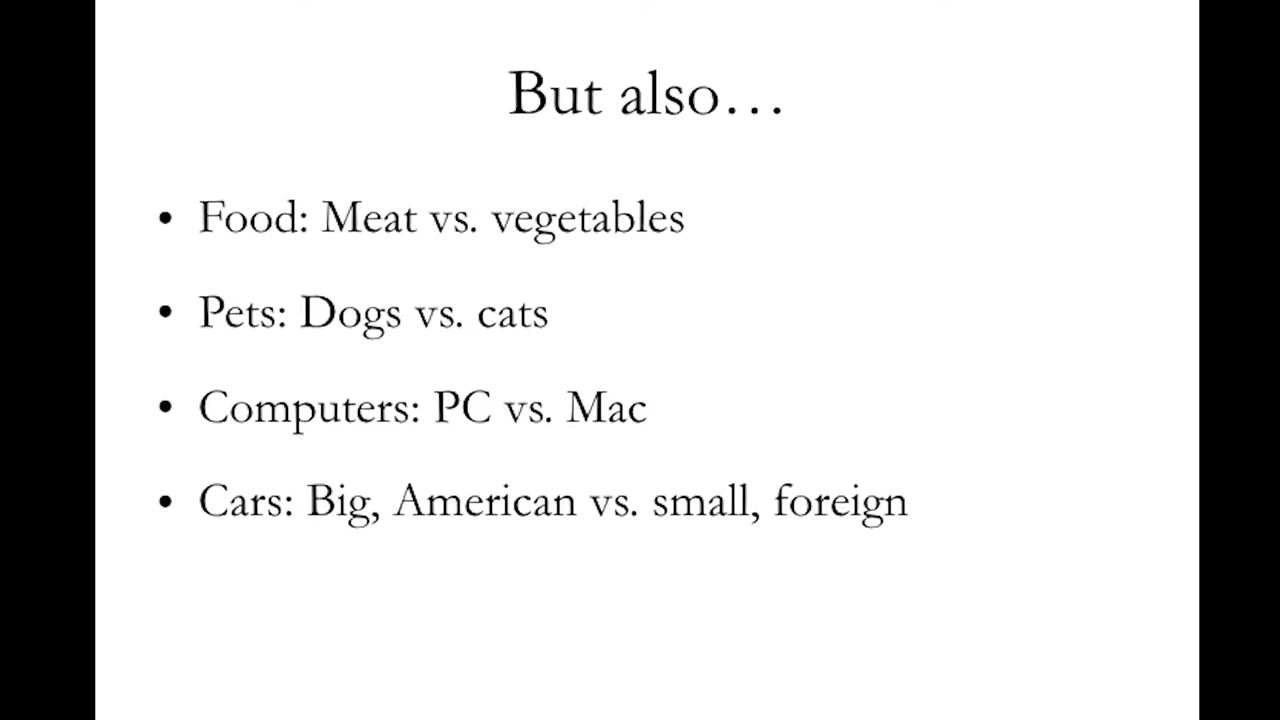 But also…
• Food: Meat vs. vegetables
• Pets: Dogs vs. cats
• Computers: PC vs. Mac
• Cars: Big, American vs. small, foreign